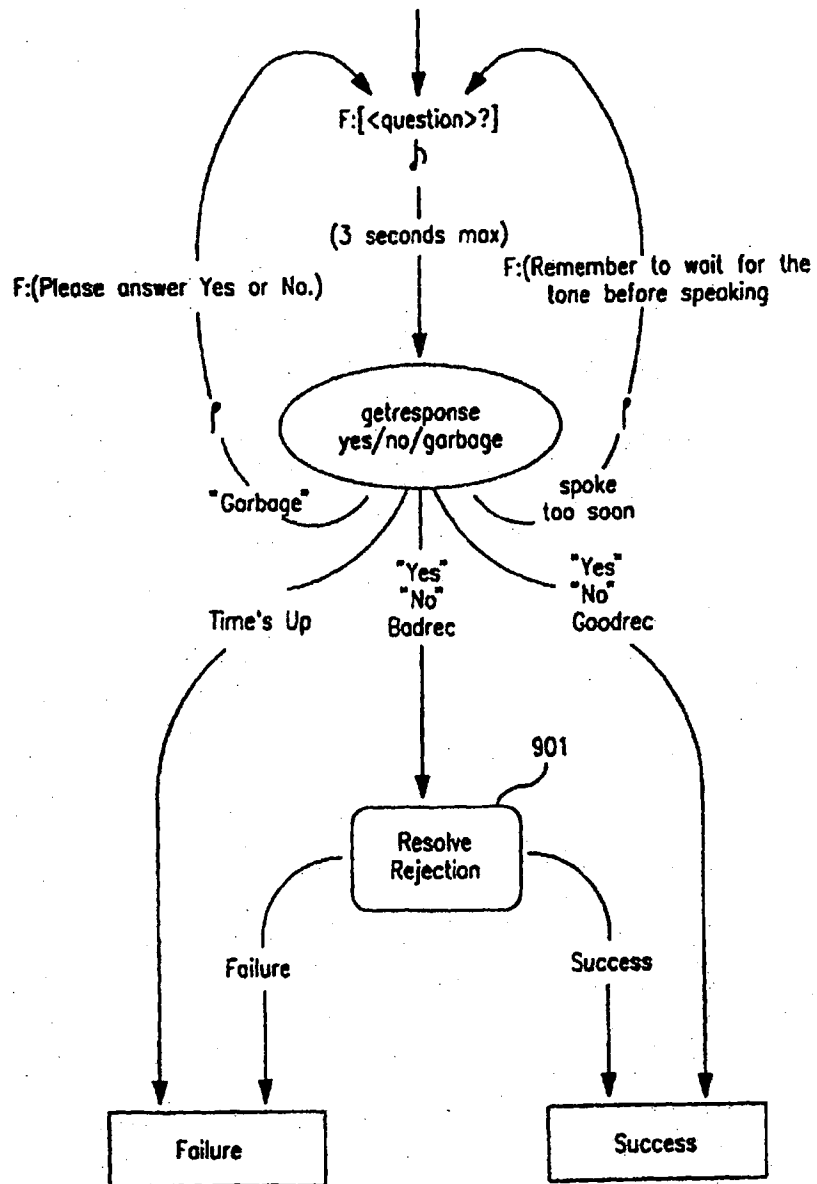 F:[<question>?]
(3 seconds max)
F:(Please answer Yes or No.)
F:(Remember to wait for the
tone before speaking
getresponse
yes/no/garbage
"Garbage"
spoke
too soon
Time's Up
"Yes"
"No"
Badrec
"Yes"
"No"
Goodrec
901
Resolve
Rejection
Failure
Success
Failure
Success